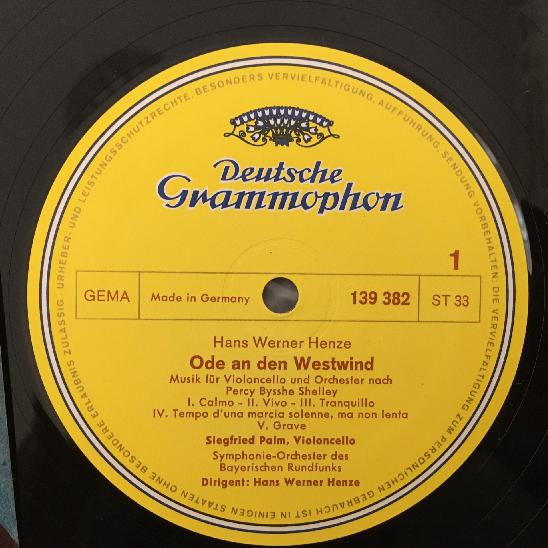 URHEBER- UND LEISTUNGSSCHUTZRECHTE, BESONDERS VERVIELFÄLTIGUNG, AUFFÜHRUNG, SENDUNG VORBEHALTEN: DIE VERVIELFÄLTIGUNG ZUM PERSÖNLICHEN GEBRAUCH IST IN EINIGEN STAATEN OHNE BESONDERE ERLAUBNIS ZULÄSSIG
Deutsche
Grammophon
1
GEMA Made in Germany 139 382 ST 33
Hans Werner Henze
Ode an den Westwind
Musik für Violoncello und Orchester nach
Percy Bysshe Shelley
I. Calmo - II. Vivo - III. Tranquillo
IV. Tempo d'una marcia solenne, ma non lenta
V. Grave
Siegfried Palm, Violoncello
Symphonie-Orchester des
Bayerischen Rundfunks
Dirigent: Hans Werner Henze